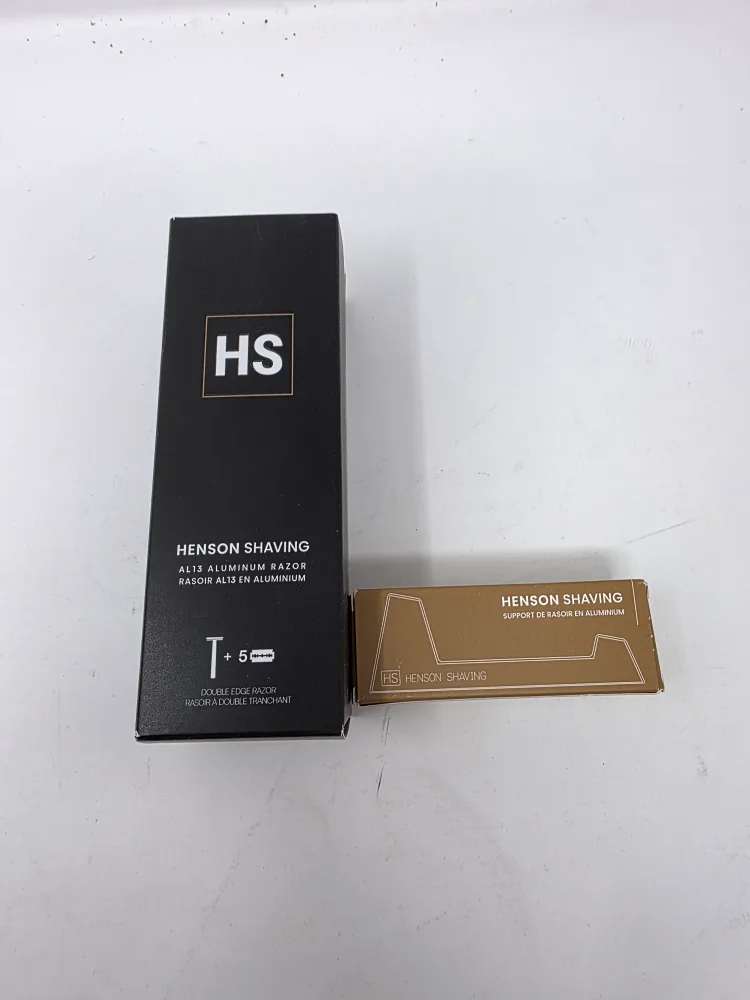 HS
HENSON SHAVING
AL13 ALUMINUM RAZOR
RASOIR AL13 EN ALUMINIUM
+ 5
DOUBLE EDGE RAZOR
RASOIR À DOUBLE TRANCHANT
HENSON SHAVING
SUPPORT DE RASOIR EN ALUMINIUM
HS HENSON SHAVING